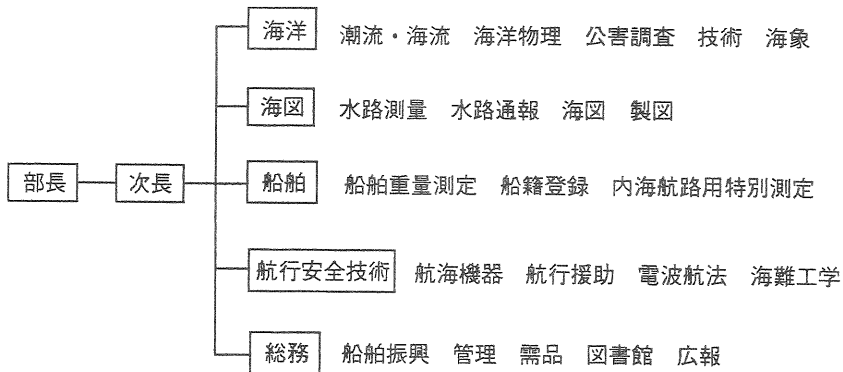 海洋 潮流・海流 海洋物理 公害調査 技術 海象
海図 水路測量 水路通報 海図 製図
部長 次長 船舶 船舶重量測定 船籍登録 内海航路用特別測定
航行安全技術 航海機器 航行援助 電波航法 海難工学
総務 船舶振興 管理 需品 図書館 広報